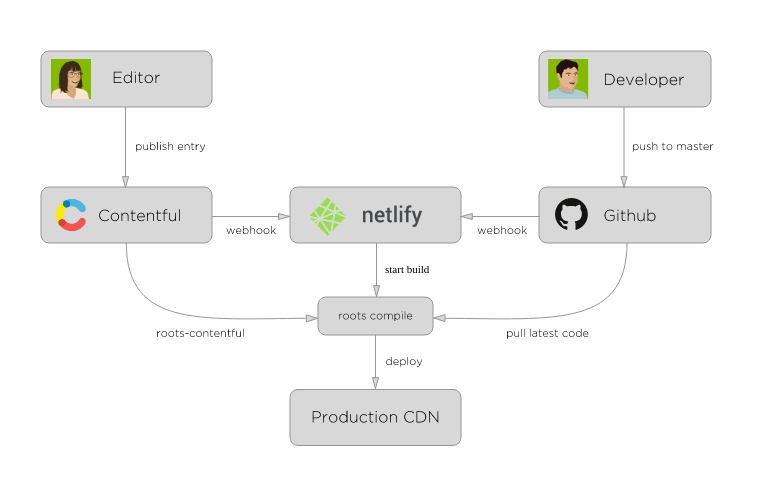 Editor
Developer
publish entry
push to master
Contentful
netlify
Github
webhook
webhook
start build
roots compile
roots-contentful
pull latest code
deploy
Production CDN